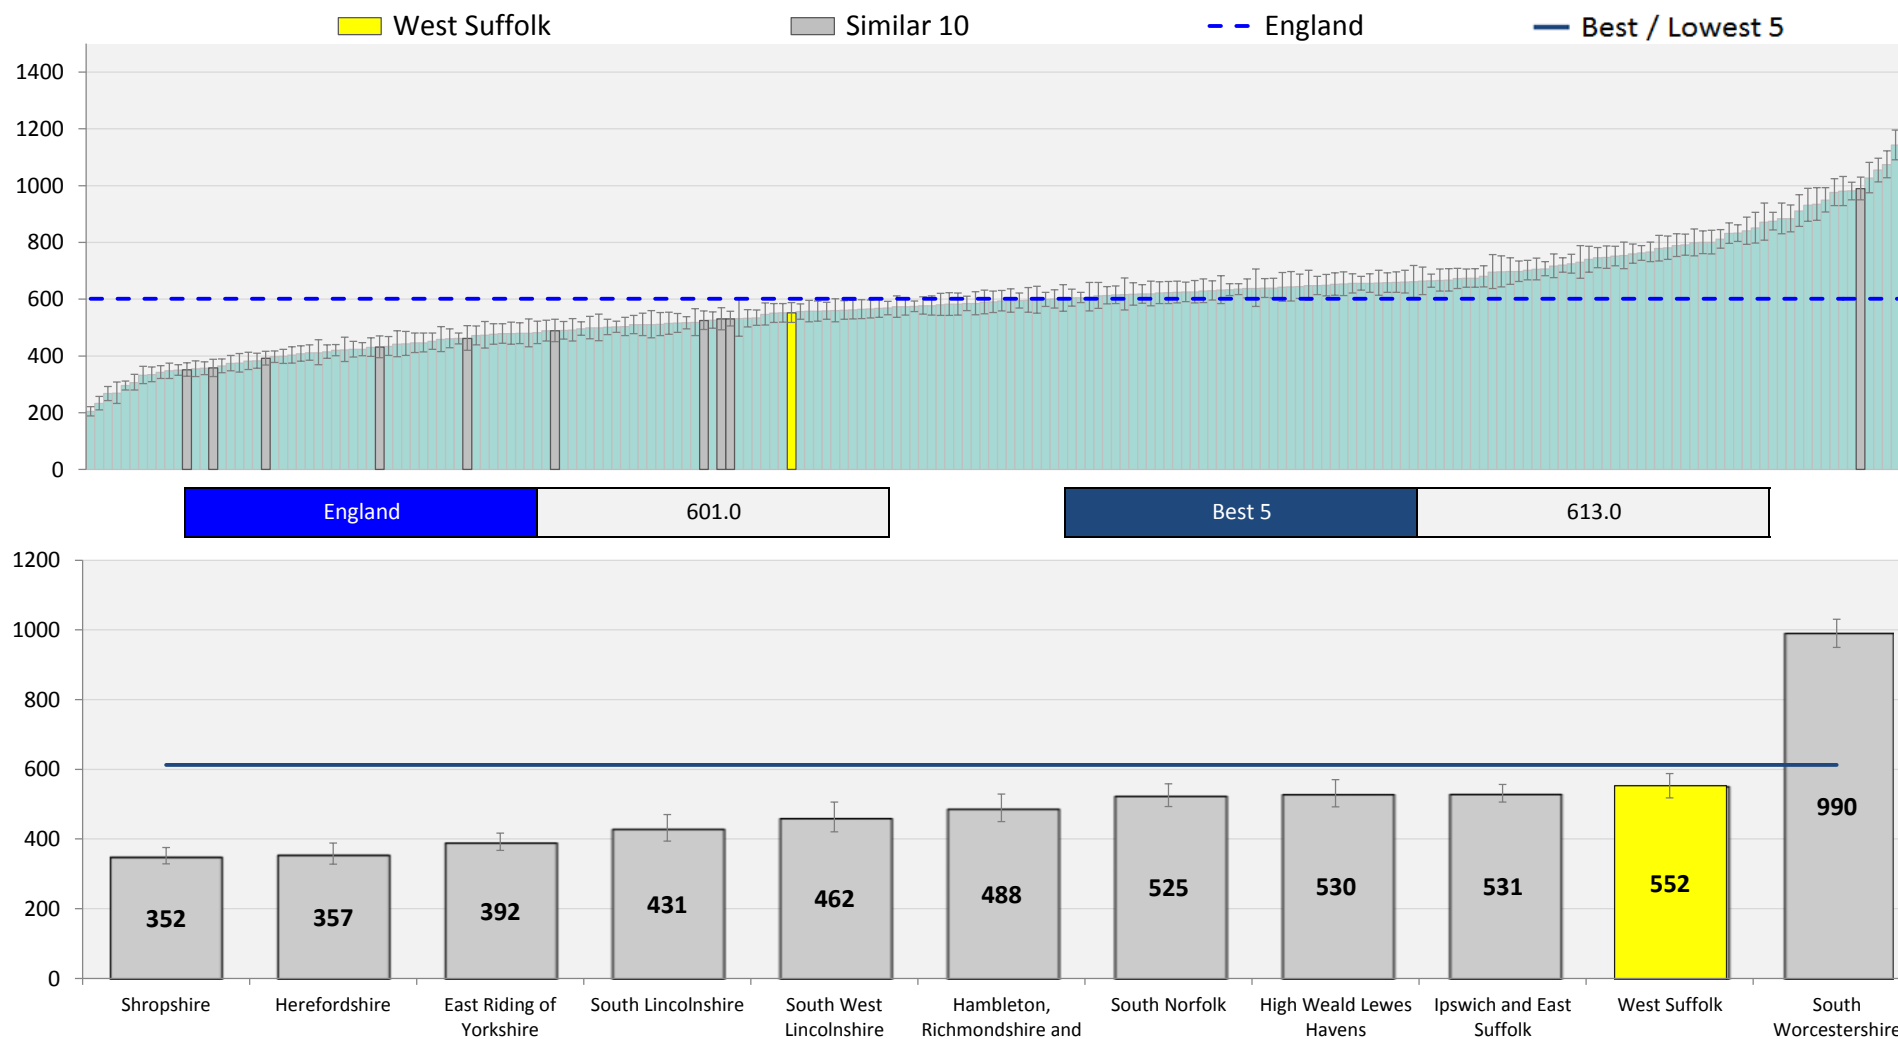 West Suffolk
Similar 10
England
Best / Lowest 5
1400
1200
1000
800
600
400
200
0
England
601.0
Best 5
613.0
1200
1000
800
600
400
200
0
352
357
392
431
462
488
525
530
531
552
990
Shropshire
Herefordshire
East Riding of
Yorkshire
South Lincolnshire
South West
Lincolnshire
Hambleton,
Richmondshire and
South Norfolk
High Weald Lewes
Havens
Ipswich and East
Suffolk
West Suffolk
South
Worcestershire